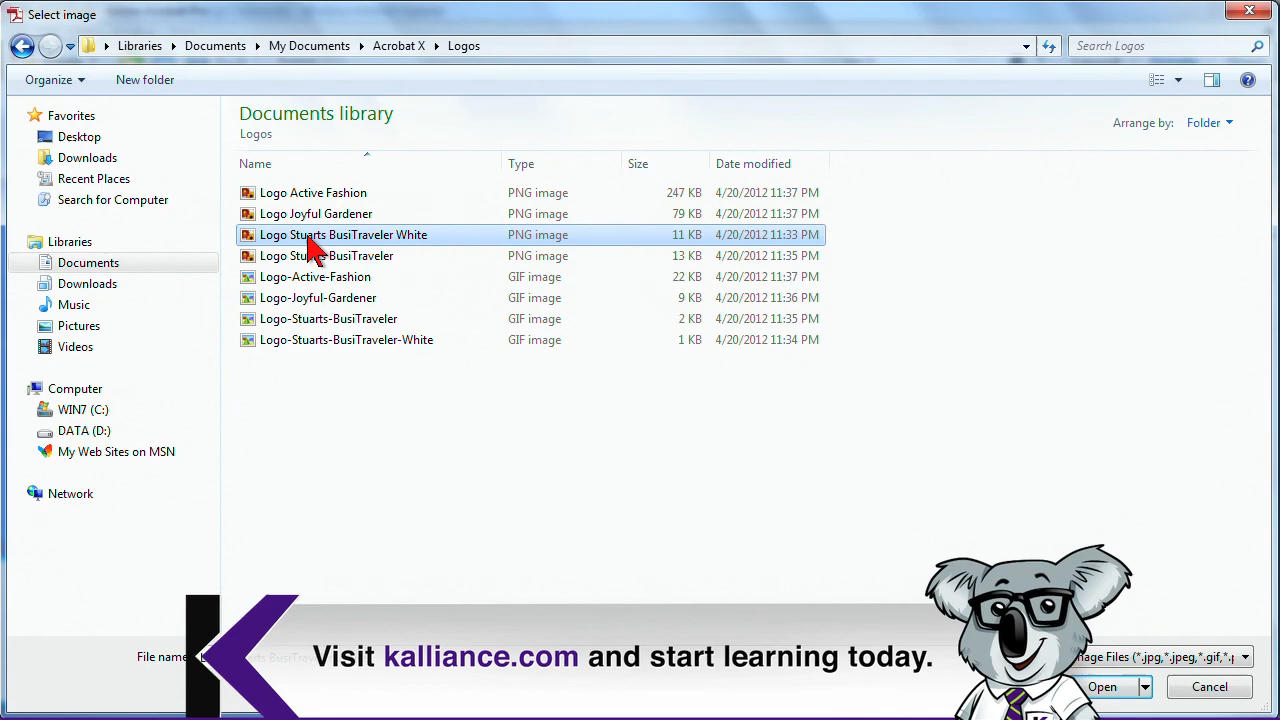 Select image
Libraries Documents My Documents Acrobat X Logos
Search Logos
Organize
New folder
Favorites
Desktop
Downloads
Recent Places
Search for Computer
Libraries
Documents
Downloads
Music
Pictures
Videos
Computer
WIN7 (C:)
DATA (D:)
My Web Sites on MSN
Network
Documents library
Logos
Arrange by: Folder
Name Type Size Date modified
Logo Active Fashion PNG image 247 KB 4/20/2012 11:37 PM
Logo Joyful Gardener PNG image 79 KB 4/20/2012 11:37 PM
Logo Stuarts BusiTraveler White PNG image 11 KB 4/20/2012 11:33 PM
Logo Stuarts BusiTraveler PNG image 13 KB 4/20/2012 11:35 PM
Logo-Active-Fashion GIF image 22 KB 4/20/2012 11:37 PM
Logo-Joyful-Gardener GIF image 9 KB 4/20/2012 11:36 PM
Logo-Stuarts-BusiTraveler GIF image 2 KB 4/20/2012 11:35 PM
Logo-Stuarts-BusiTraveler-White GIF image 1 KB 4/20/2012 11:34 PM
File name
Image Files (*.jpg,*.jpeg,*.gif,*.p
Open
Cancel
K
Visit kalliance.com and start learning today.
K